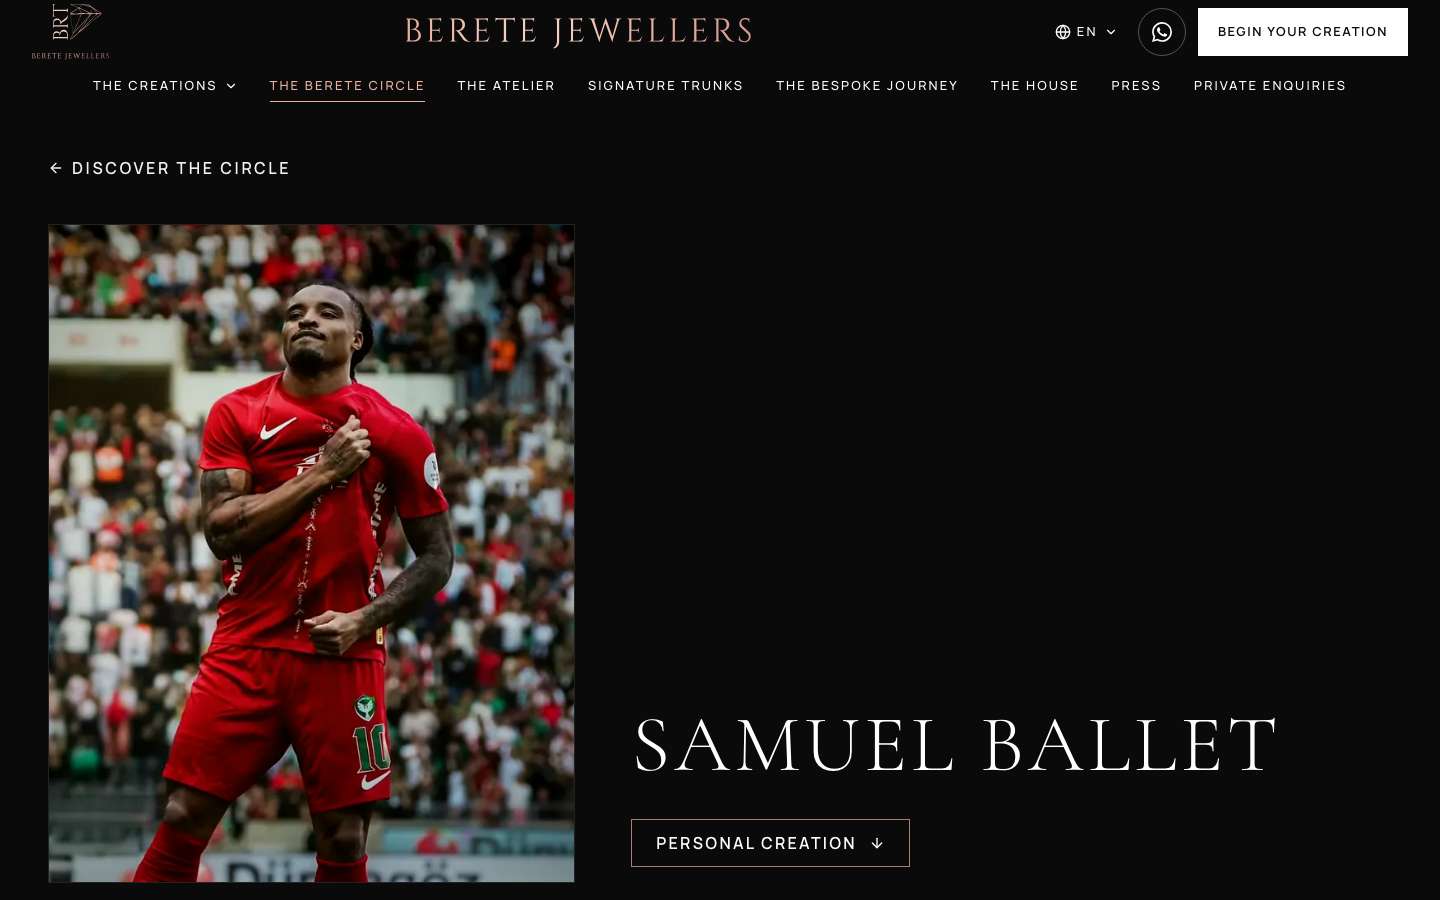 BRT
BERETE JEWELLERS
BERETE JEWELLERS
EN
BEGIN YOUR CREATION
THE CREATIONS
THE BERETE CIRCLE
THE ATELIER
SIGNATURE TRUNKS
THE BESPOKE JOURNEY
THE HOUSE
PRESS
PRIVATE ENQUIRIES
← DISCOVER THE CIRCLE
10
SAMUEL BALLET
PERSONAL CREATION ↓